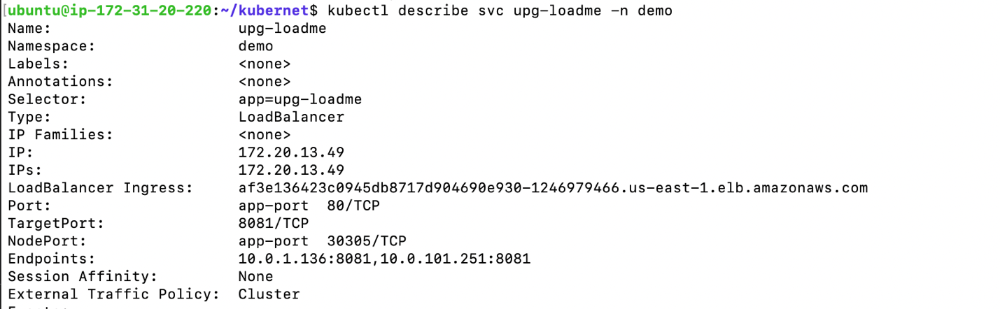 [ubuntu@ip-172-31-20-220:~/kubernet$ kubectl describe svc upg-loadme -n demo
Name:                     upg-loadme
Namespace:                demo
Labels:                   <none>
Annotations:              <none>
Selector:                 app=upg-loadme
Type:                     LoadBalancer
IP Families:              <none>
IP:                       172.20.13.49
IPs:                      172.20.13.49
LoadBalancer Ingress:     af3e136423c0945db8717d904690e930-1246979466.us-east-1.elb.amazonaws.com
Port:                     app-port  80/TCP
TargetPort:               8081/TCP
NodePort:                 app-port  30305/TCP
Endpoints:                10.0.1.136:8081,10.0.101.251:8081
Session Affinity:         None
External Traffic Policy:  Cluster